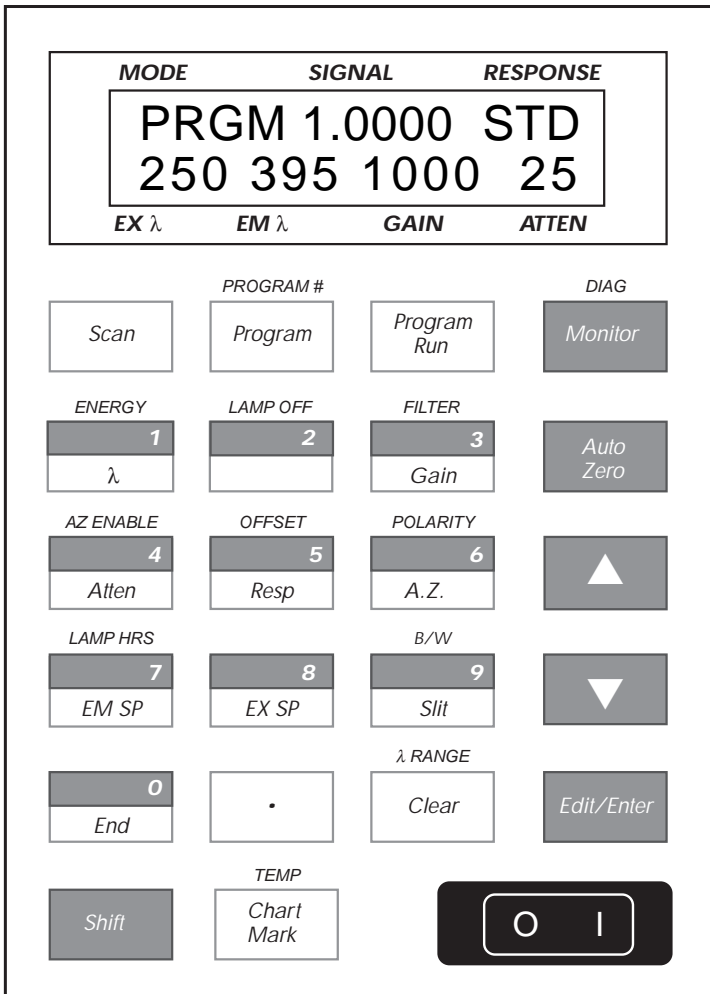 MODE SIGNAL RESPONSE
PRGM 1.0000 STD
250 395 1000 25
EX λ EM λ GAIN ATTEN
PROGRAM # DIAG
Scan Program Program Run Monitor
ENERGY LAMP OFF FILTER
1 2 3
λ Gain
Auto
Zero
AZ ENABLE OFFSET POLARITY
4 5 6
Atten Resp A.Z.
▲
LAMP HRS B/W
7 8 9
EM SP EX SP Slit
▼
λ RANGE
0
End . Clear Edit/Enter
TEMP
Shift Chart Mark
O I